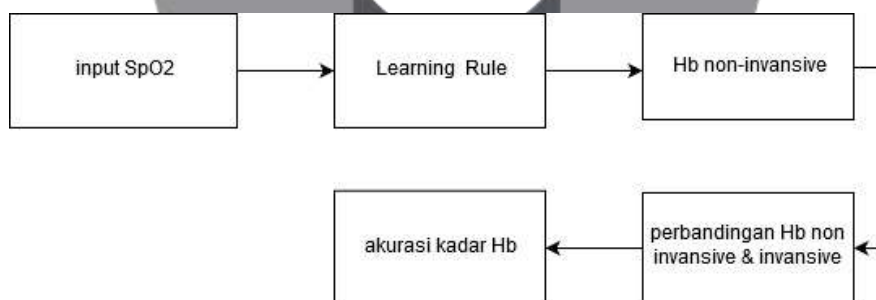 input SpO2
Learning Rule
Hb non-invansive
perbandingan Hb non
invansive & invansive
akurasi kadar Hb